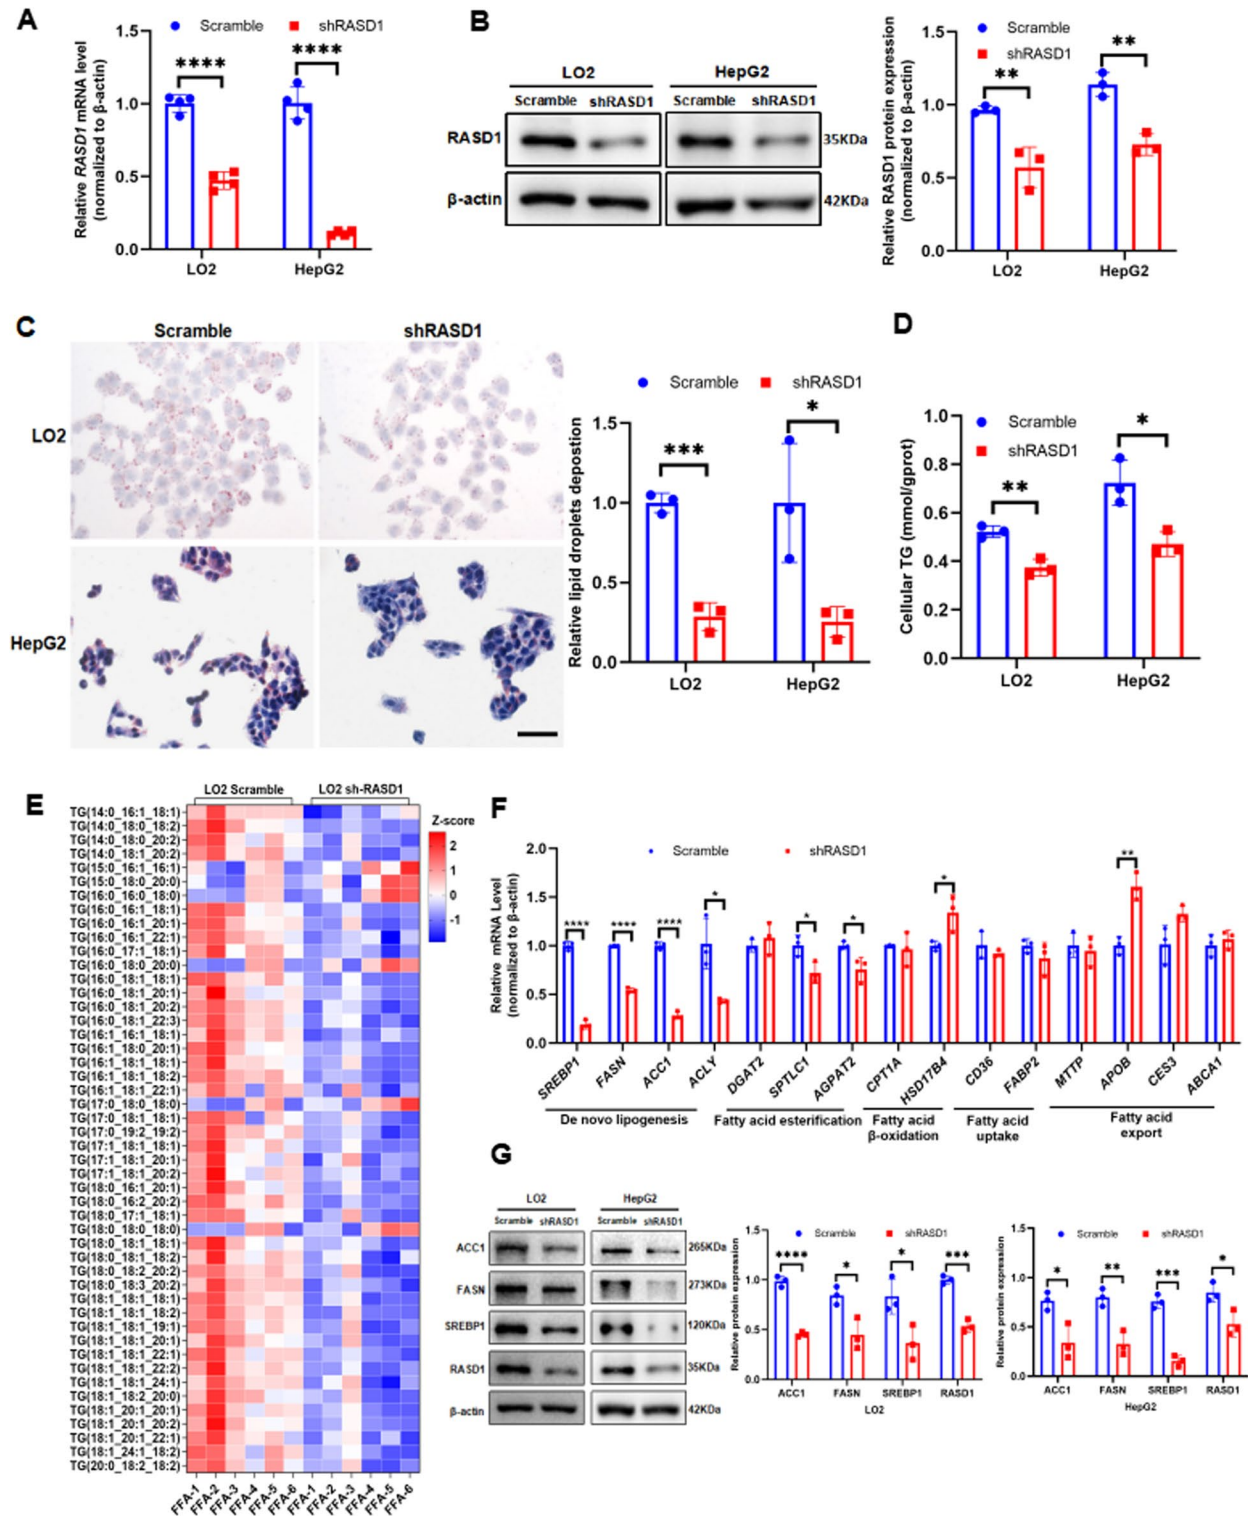 A
Scramble
shRASD1
Relative RASD1 mRNA level
(normalized to β-actin)
1.5
1.0
0.5
0.0
****
****
LO2
HepG2
B
LO2
HepG2
Scramble shRASD1
Scramble shRASD1
RASD1
35KDa
β-actin
42KDa
Scramble
shRASD1
Relative RASD1 protein expression
(normalized to β-actin)
1.5
1.0
0.5
0.0
**
**
LO2
HepG2
C
Scramble
shRASD1
LO2
HepG2
Scramble
shRASD1
Relative lipid droplets depostion
1.5
1.0
0.5
0.0
***
*
LO2
HepG2
D
Scramble
shRASD1
Cellular TG (mmol/gprot)
1.0
0.8
0.6
0.4
0.2
0.0
**
*
LO2
HepG2
E
LO2 Scramble
LO2 sh-RASD1
TG(14:0_16:1_18:1)
TG(14:0_18:0_18:2)
TG(14:0_18:0_20:2)
TG(14:0_18:1_20:2)
TG(15:0_16:1_16:1)
TG(15:0_18:0_20:0)
TG(16:0_16:0_18:0)
TG(16:0_16:1_18:1)
TG(16:0_16:1_20:1)
TG(16:0_16:1_22:1)
TG(16:0_17:1_18:1)
TG(16:0_18:0_20:0)
TG(16:0_18:1_18:1)
TG(16:0_18:1_20:1)
TG(16:0_18:1_20:2)
TG(16:0_18:1_22:3)
TG(16:1_16:1_18:1)
TG(16:1_18:0_20:1)
TG(16:1_18:1_18:1)
TG(16:1_18:1_18:2)
TG(16:1_18:1_22:1)
TG(17:0_18:0_18:0)
TG(17:0_18:1_18:1)
TG(17:0_19:2_19:2)
TG(17:1_18:1_18:1)
TG(17:1_18:1_20:1)
TG(17:1_18:1_20:2)
TG(18:0_16:1_20:1)
TG(18:0_16:2_20:2)
TG(18:0_17:1_18:1)
TG(18:0_18:0_18:0)
TG(18:0_18:1_18:1)
TG(18:0_18:1_18:2)
TG(18:0_18:2_20:2)
TG(18:0_18:3_20:2)
TG(18:1_18:1_18:1)
TG(18:1_18:1_18:2)
TG(18:1_18:1_19:1)
TG(18:1_18:1_20:1)
TG(18:1_18:1_22:1)
TG(18:1_18:1_22:2)
TG(18:1_18:1_24:1)
TG(18:1_18:2_20:0)
TG(18:1_20:1_20:1)
TG(18:1_20:1_20:2)
TG(18:1_20:1_22:1)
TG(18:1_24:1_18:2)
TG(20:0_18:2_18:2)
FFA-1
FFA-2
FFA-3
FFA-4
FFA-5
FFA-6
FFA-1
FFA-2
FFA-3
FFA-4
FFA-5
FFA-6
Z-score
2
1
0
-1
F
Scramble
shRASD1
Relative mRNA Level
(normalized to β-actin)
2.0
1.5
1.0
0.5
0.0
****
****
****
*
*
*
*
**
SREBP1
FASN
ACC1
ACLY
DGAT2
SPTLC1
AGPAT2
CPT1A
HSD17B4
CD36
FABP2
MTTP
APOB
CES3
ABCA1
De novo lipogenesis
Fatty acid esterification
Fatty acid
β-oxidation
Fatty acid
uptake
Fatty acid
export
G
LO2
HepG2
Scramble shRASD1
Scramble shRASD1
ACC1
265KDa
FASN
273KDa
SREBP1
120KDa
RASD1
35KDa
β-actin
42KDa
Scramble
shRASD1
Relative protein expression
1.5
1.0
0.5
0.0
****
*
*
***
ACC1
FASN
SREBP1
RASD1
LO2
Scramble
shRASD1
Relative protein expression
1.5
1.0
0.5
0.0
*
**
***
*
ACC1
FASN
SREBP1
RASD1
HepG2